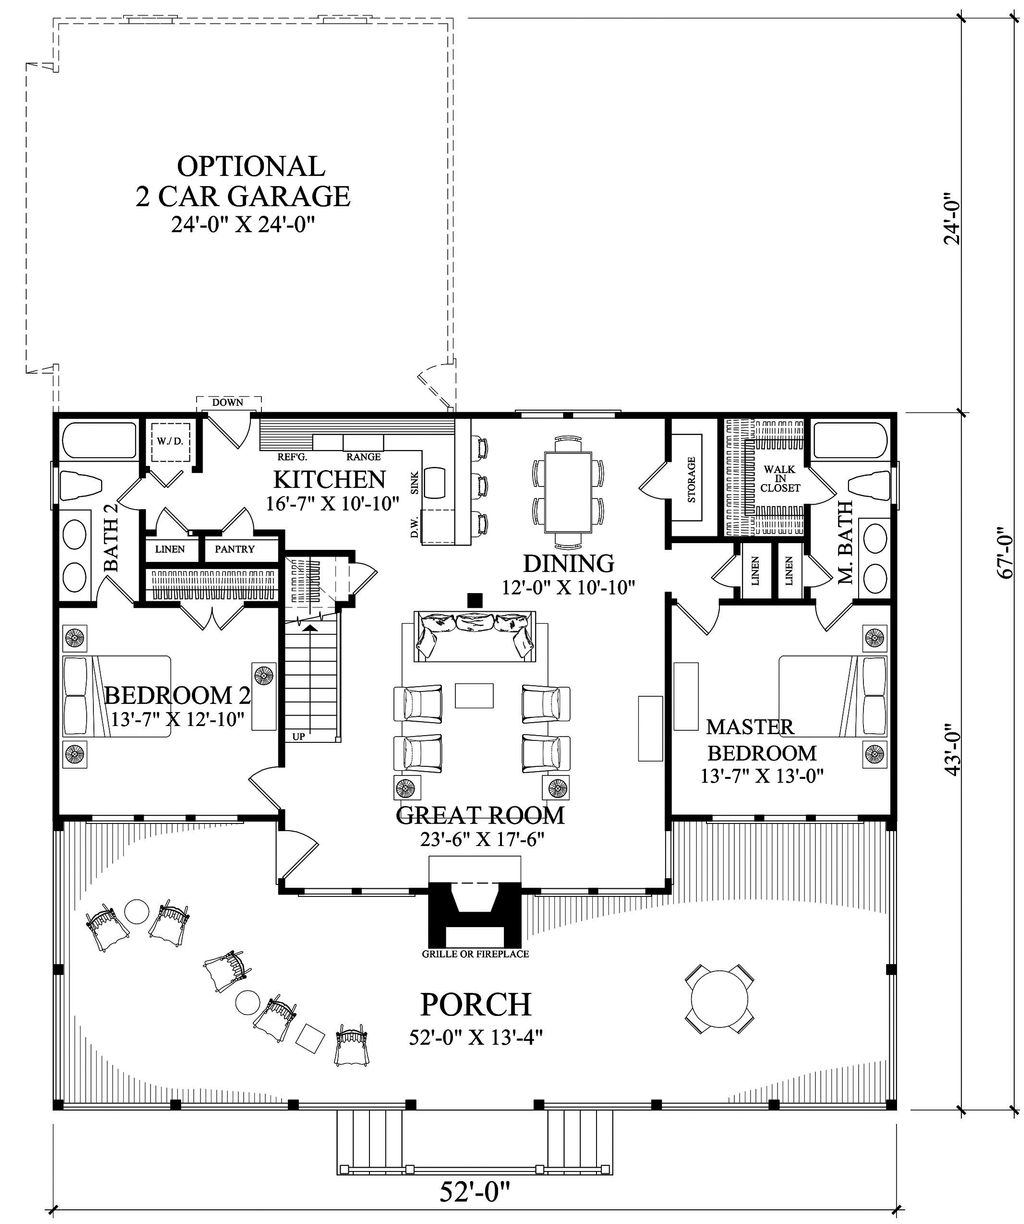 OPTIONAL
2 CAR GARAGE
24'-0" X 24'-0"
24'-0"
67'-0"
DOWN
W./ D.
REF'G.
RANGE
KITCHEN
16'-7" X 10'-10"
SINK
D.W.
STORAGE
WALK
IN
CLOSET
BATH 2
LINEN
PANTRY
DINING
12'-0" X 10'-10"
LINEN
LINEN
M. BATH
BEDROOM 2
13'-7" X 12'-10"
UP
MASTER
BEDROOM
13'-7" X 13'-0"
43'-0"
GREAT ROOM
23'-6" X 17'-6"
GRILLE OR FIREPLACE
PORCH
52'-0" X 13'-4"
52'-0"